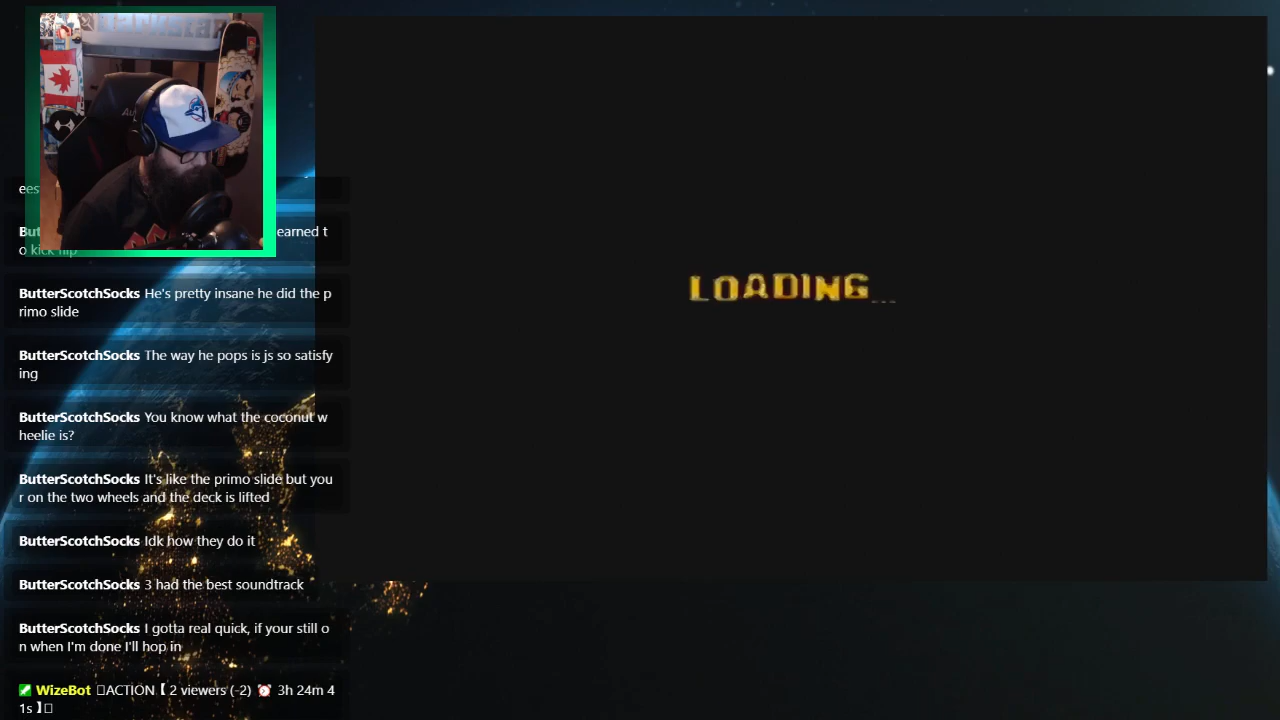 LOADING...
earned t
o kick flip
ButterScotchSocks He's pretty insane he did the p
rimo slide
ButterScotchSocks The way he pops is js so satisfy
ing
ButterScotchSocks You know what the coconut w
heelie is?
ButterScotchSocks It's like the primo slide but you
r on the two wheels and the deck is lifted
ButterScotchSocks Idk how they do it
ButterScotchSocks 3 had the best soundtrack
ButterScotchSocks I gotta real quick, if your still o
n when I'm done I'll hop in
WizeBot □ACTION【 2 viewers (-2) ⏰ 3h 24m 4
1s 】□